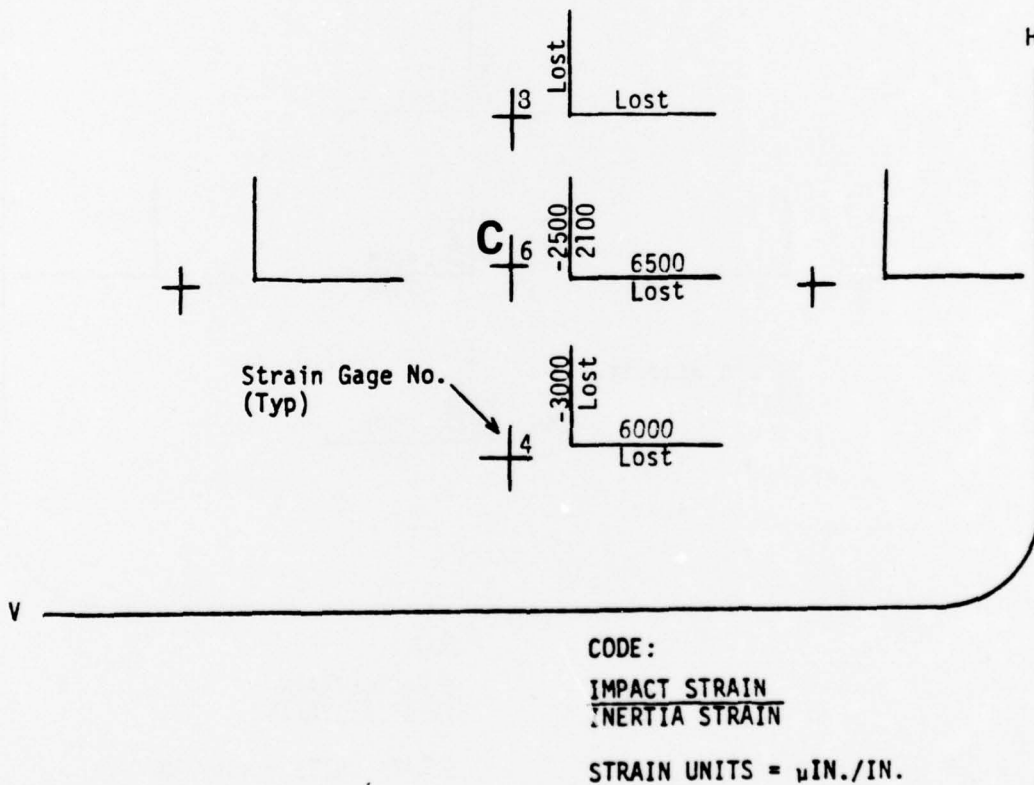 H
Lost
3
Lost
C
6
-2500
2100
6500
Lost
Strain Gage No.
(Typ)
4
-3000
Lost
6000
Lost
V
CODE:
IMPACT STRAIN
INERTIA STRAIN
STRAIN UNITS = μIN./IN.